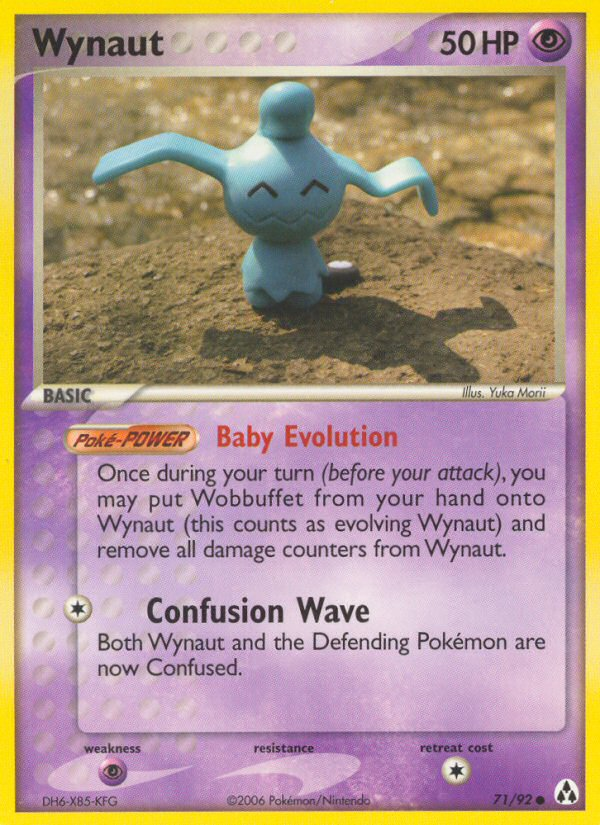 Wynaut 50 HP
BASIC
Illus. Yuka Morii
Poké-POWER Baby Evolution
Once during your turn (before your attack), you
may put Wobbuffet from your hand onto
Wynaut (this counts as evolving Wynaut) and
remove all damage counters from Wynaut.
Confusion Wave
Both Wynaut and the Defending Pokémon are
now Confused.
weakness resistance retreat cost
DH6-X85-KFG ©2006 Pokémon/Nintendo 71/92